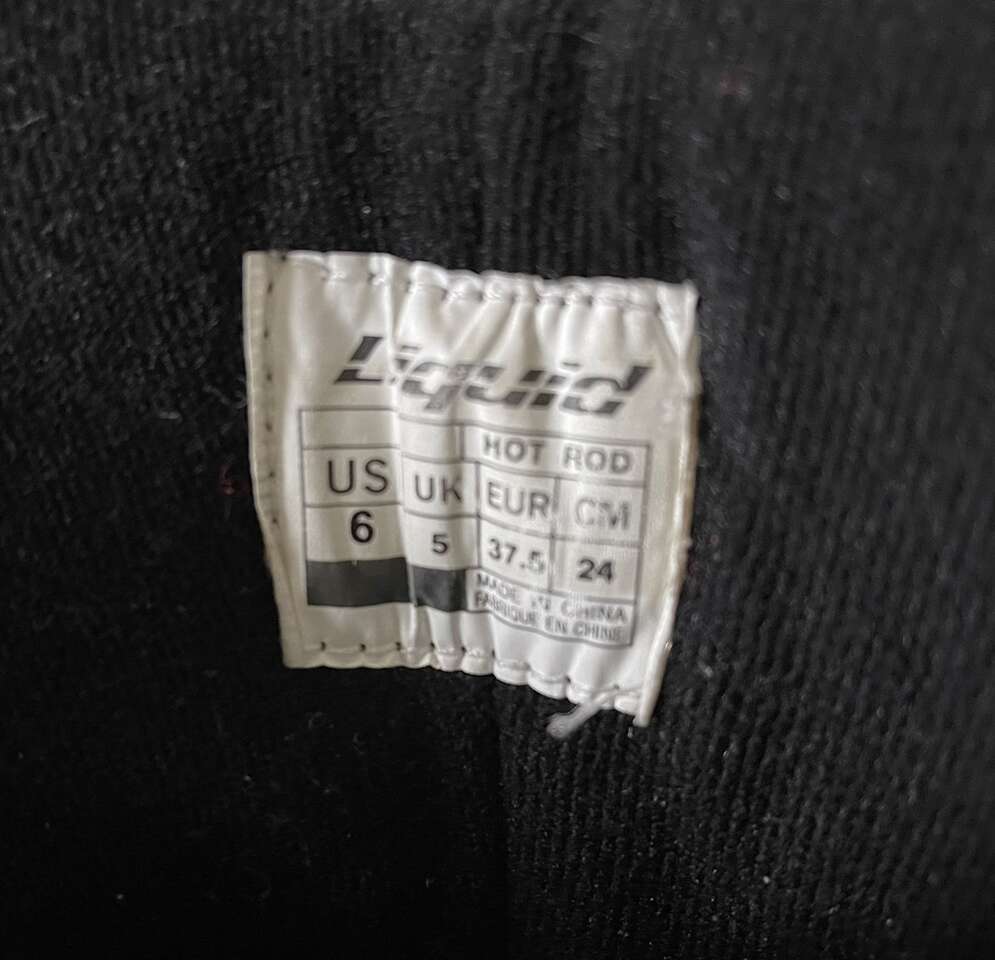 Liquid
HOT ROD
US UK EUR CM
6 5 37.5 24
MADE IN CHINA
FABRIQUE EN CHINE